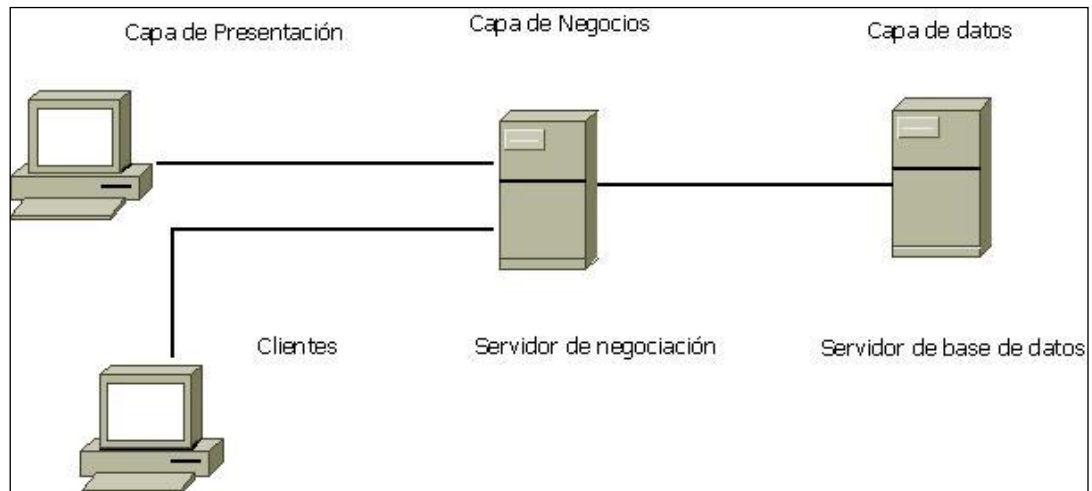 Capa de Presentación
Capa de Negocios
Capa de datos
Clientes
Servidor de negociación
Servidor de base de datos